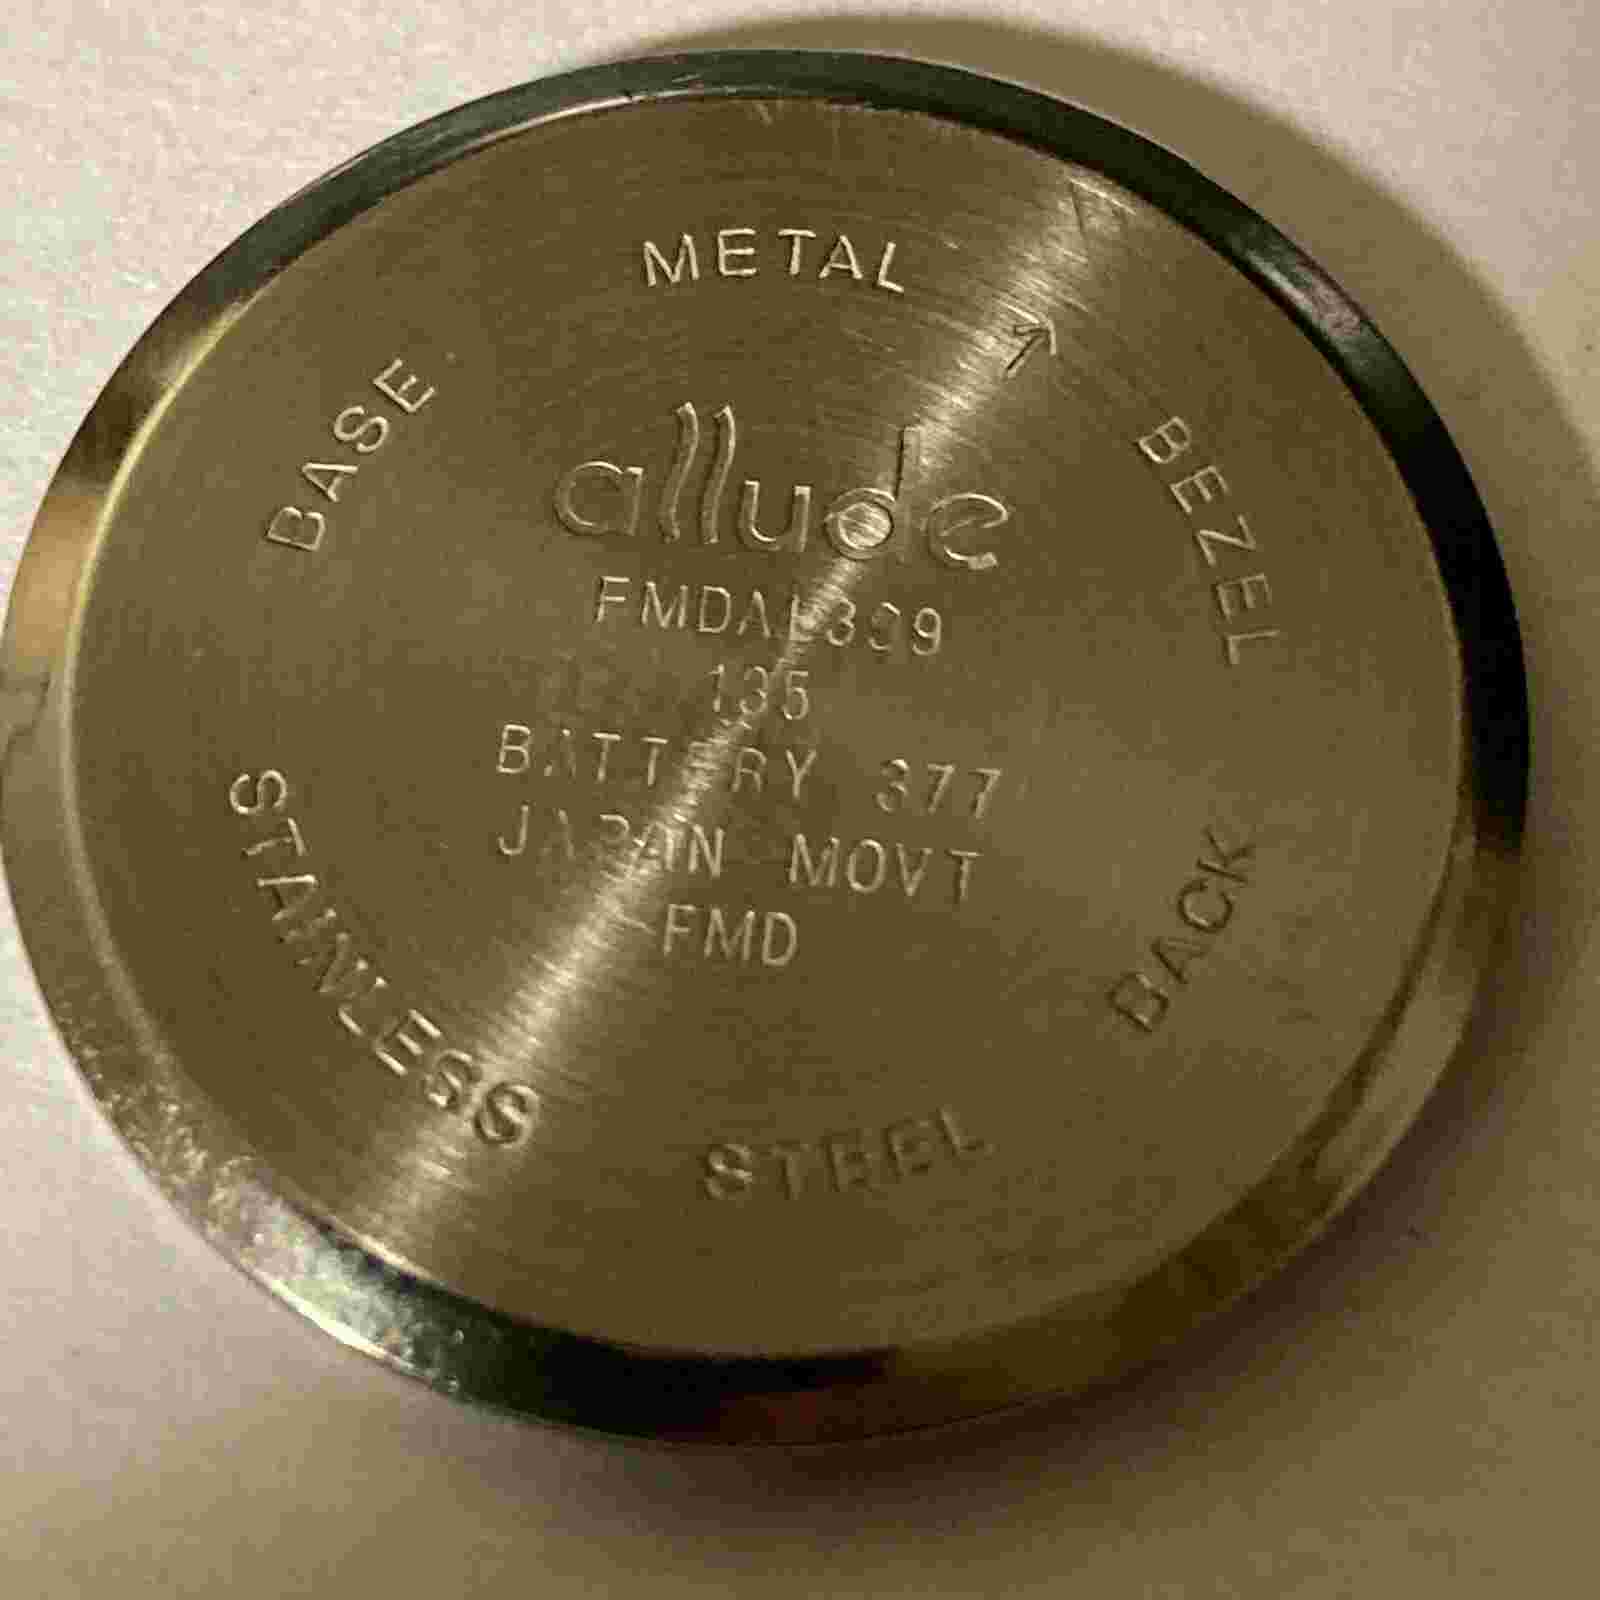 BASE METAL BEZEL
allude
135
BATTERY 377
JAPAN MOVT
FMD
STAINLESS STEEL BACK